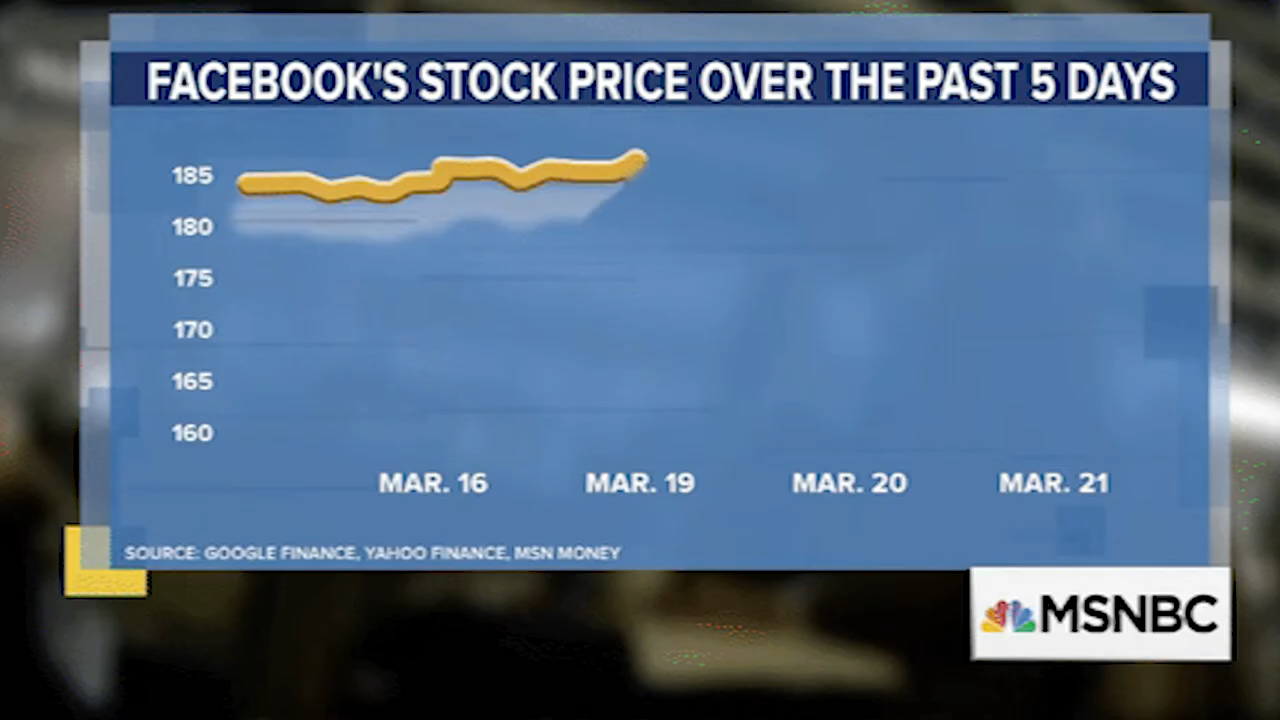 FACEBOOK'S STOCK PRICE OVER THE PAST 5 DAYS
185
180
175
170
165
160
MAR. 16 MAR. 19 MAR. 20 MAR. 21
SOURCE: GOOGLE FINANCE, YAHOO FINANCE, MSN MONEY
MSNBC